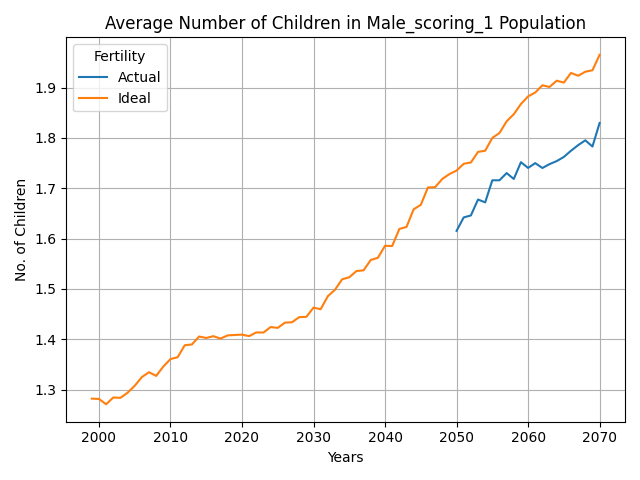 Average Number of Children in Male_scoring_1 Population
Fertility
Actual
Ideal
No. of Children
1.9
1.8
1.7
1.6
1.5
1.4
1.3
2000 2010 2020 2030 2040 2050 2060 2070
Years